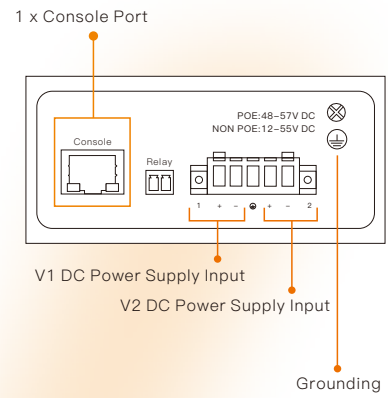 1 x Console Port
POE:48–57V DC
NON POE:12–55V DC
Console
Relay
1 + – + – 2
V1 DC Power Supply Input
V2 DC Power Supply Input
Grounding